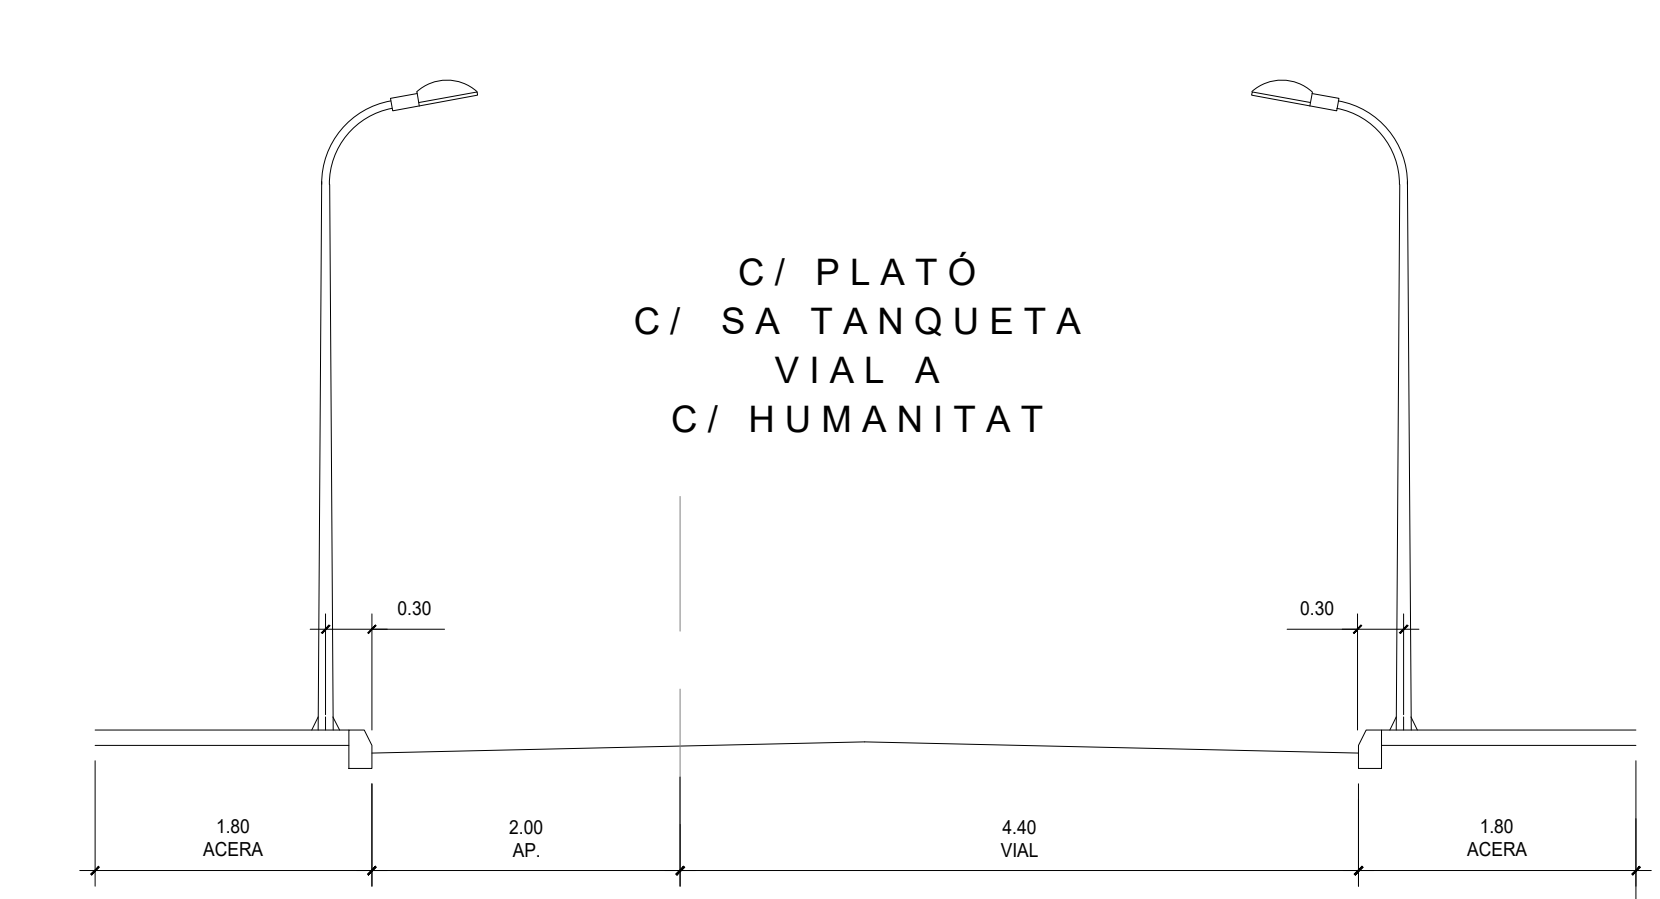 C/ PLATÓ
C/ SA TANQUETA
VIAL A
C/ HUMANITAT
0.30
0.30
1.80
ACERA
2.00
AP.
4.40
VIAL
1.80
ACERA